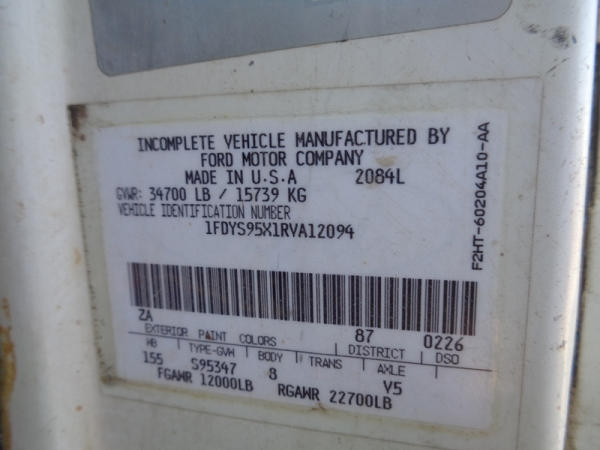 INCOMPLETE VEHICLE MANUFACTURED BY
FORD MOTOR COMPANY
MADE IN U.S.A 2084L
GVWR: 34700 LB / 15739 KG
VEHICLE IDENTIFICATION NUMBER
1FDYS95X1RVA12094
ZA 87 0226
EXTERIOR PAINT COLORS DISTRICT DSO
WB TYPE-GVW BODY TRANS AXLE
155 S95347 8 V5
FGAWR 12000LB RGAWR 22700LB
F2HT-60204A10-AA